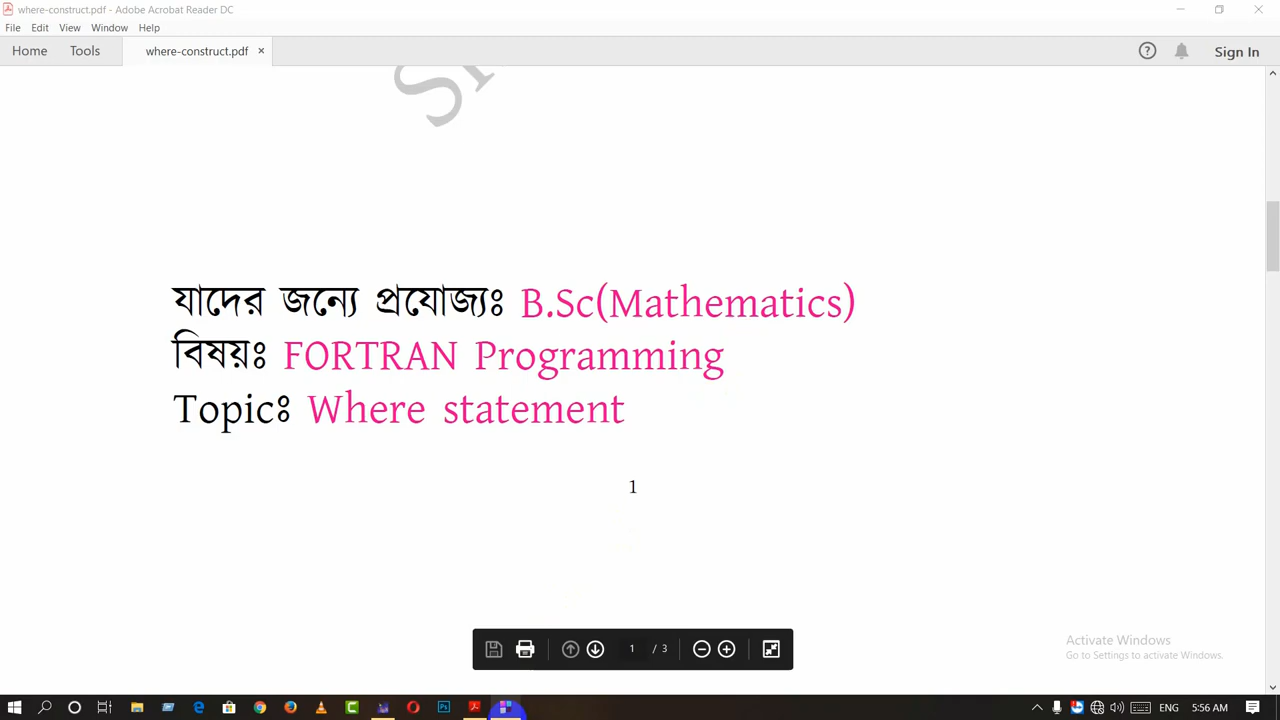 where-construct.pdf - Adobe Acrobat Reader DC
File Edit View Window Help
Home Tools where-construct.pdf × Sign In
যাদের জন্যে প্রযোজ্যঃ B.Sc(Mathematics)
বিষয়ঃ FORTRAN Programming
Topicঃ Where statement
1
1 / 3
Activate Windows
Go to Settings to activate Windows.
ENG 5:56 AM